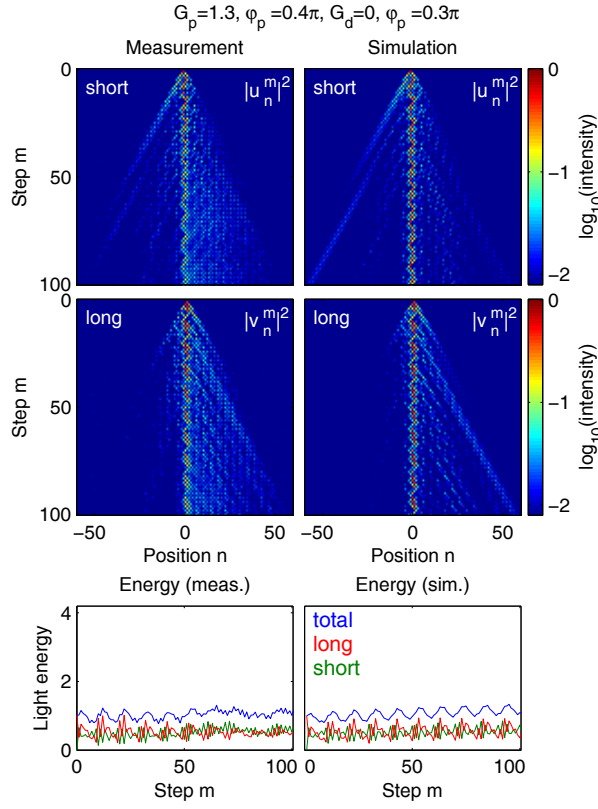 G_p=1.3, φ_p =0.4π, G_d=0, φ_p =0.3π
Measurement Simulation
0 short |u_n^m|^2 short |u_n^m|^2 0
Step m 50 -1 log_10(intensity)
100 -2
0 long |v_n^m|^2 long |v_n^m|^2 0
Step m 50 -1 log_10(intensity)
100 -2
−50 0 50 −50 0 50
Position n Position n
Energy (meas.) Energy (sim.)
4 total
Light energy 2 long
short
0
0 50 100 0 50 100
Step m Step m